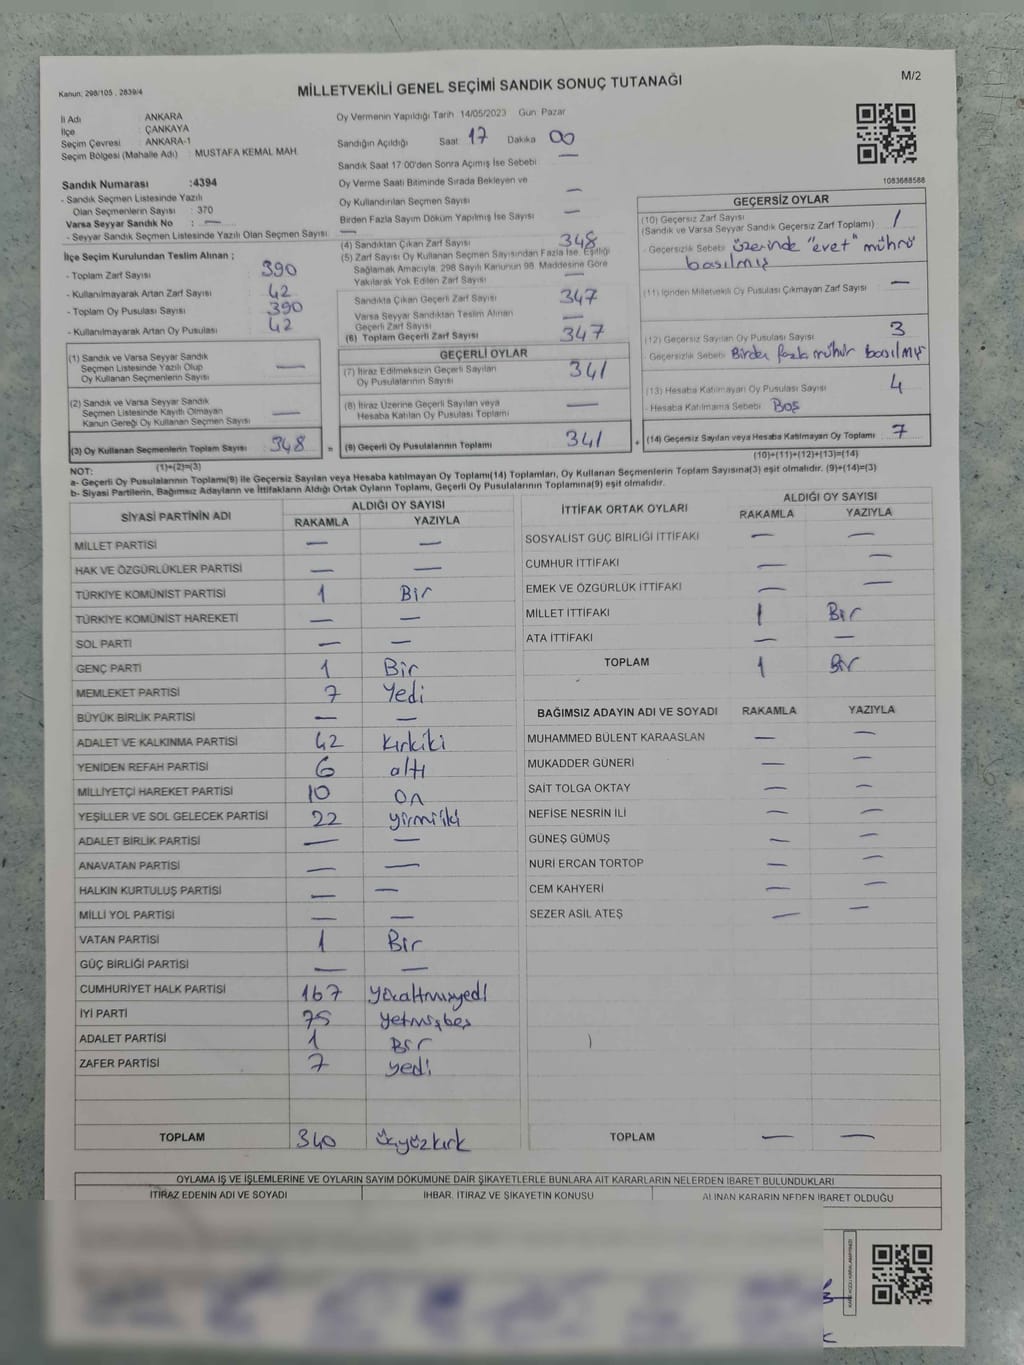 Kanun: 298/105, 2839/4
MİLLETVEKİLİ GENEL SEÇİMİ SANDIK SONUÇ TUTANAĞI
M/2
İl Adı : ANKARA
İlçe : ÇANKAYA
Seçim Çevresi : ANKARA-1
Seçim Bölgesi (Mahalle Adı) : MUSTAFA KEMAL MAH.
Sandık Numarası :4394
- Sandık Seçmen Listesinde Yazılı
Olan Seçmenlerin Sayısı : 370
Varsa Seyyar Sandık No : —
- Seyyar Sandık Seçmen Listesinde Yazılı Olan Seçmen Sayısı: —
İlçe Seçim Kurulundan Teslim Alınan ;
- Toplam Zarf Sayısı 390
- Kullanılmayarak Artan Zarf Sayısı 42
- Toplam Oy Pusulası Sayısı 390
- Kullanılmayarak Artan Oy Pusulası 42
(1) Sandık ve Varsa Seyyar Sandık
Seçmen Listesinde Yazılı Olup
Oy Kullanan Seçmenlerin Sayısı —
(2) Sandık ve Varsa Seyyar Sandık
Seçmen Listesinde Kayıtlı Olmayan
Kanun Gereği Oy Kullanan Seçmen Sayısı —
(3) Oy Kullanan Seçmenlerin Toplam Sayısı 348 =
Oy Vermenin Yapıldığı Tarih :14/05/2023 Gün: Pazar
Sandığın Açıldığı Saat: 17 Dakika 00
Sandık Saat 17:00'den Sonra Açımış İse Sebebi —
Oy Verme Saati Bitiminde Sırada Bekleyen ve
Oy Kullandırılan Seçmen Sayısı —
Birden Fazla Sayım Döküm Yapılmış İse Sayısı —
(4) Sandıktan Çıkan Zarf Sayısı 348
(5) Zarf Sayısı Oy Kullanan Seçmen Sayısından Fazla İse, Eşitliği
Sağlamak Amacıyla, 298 Sayılı Kanunun 98. Maddesine Göre
Yakılarak Yok Edilen Zarf Sayısı —
Sandıkta Çıkan Geçerli Zarf Sayısı 347
Varsa Seyyar Sandıktan Teslim Alınan
Geçerli Zarf Sayısı —
(6) Toplam Geçerli Zarf Sayısı 347
GEÇERLİ OYLAR
(7) İtiraz Edilmeksizin Geçerli Sayılan
Oy Pusulalarının Sayısı 341
(8) İtiraz Üzerine Geçerli Sayılan veya
Hesaba Katılan Oy Pusulası Toplamı —
(9) Geçerli Oy Pusulalarının Toplamı 341 +
1083688588
GEÇERSİZ OYLAR
(10) Geçersiz Zarf Sayısı 1
(Sandık ve Varsa Seyyar Sandık Geçersiz Zarf Toplamı)
- Geçersizlik Sebebi Üzerinde "evet" mührü
basılmış
(11) İçinden Milletvekili Oy Pusulası Çıkmayan Zarf Sayısı —
(12) Geçersiz Sayılan Oy Pusulası Sayısı 3
- Geçersizlik Sebebi Birden fazla mühür basılmış
(13) Hesaba Katılmayan Oy Pusulası Sayısı 4
- Hesaba Katılmama Sebebi Boş
(14) Geçersiz Sayılan veya Hesaba Katılmayan Oy Toplamı 7
(1)+(2)=(3) (10)+(11)+(12)+(13)=(14)
NOT:
a- Geçerli Oy Pusulalarının Toplamı(9) ile Geçersiz Sayılan veya Hesaba katılmayan Oy Toplamı(14) Toplamları, Oy Kullanan Seçmenlerin Toplam Sayısına(3) eşit olmalıdır. (9)+(14)=(3)
b- Siyasi Partilerin, Bağımsız Adayların ve İttifakların Aldığı Ortak Oyların Toplamı, Geçerli Oy Pusulalarının Toplamına(9) eşit olmalıdır.
SİYASİ PARTİNİN ADI ALDIĞI OY SAYISI
RAKAMLA YAZIYLA
MİLLET PARTİSİ — —
HAK VE ÖZGÜRLÜKLER PARTİSİ — —
TÜRKİYE KOMÜNİST PARTİSİ 1 Bir
TÜRKİYE KOMÜNİST HAREKETİ — —
SOL PARTİ — —
GENÇ PARTİ 1 Bir
MEMLEKET PARTİSİ 7 Yedi
BÜYÜK BİRLİK PARTİSİ — —
ADALET VE KALKINMA PARTİSİ 42 Kırkiki
YENİDEN REFAH PARTİSİ 6 altı
MİLLİYETÇİ HAREKET PARTİSİ 10 on
YEŞİLLER VE SOL GELECEK PARTİSİ 22 yirmiiki
ADALET BİRLİK PARTİSİ — —
ANAVATAN PARTİSİ — —
HALKIN KURTULUŞ PARTİSİ — —
MİLLİ YOL PARTİSİ — —
VATAN PARTİSİ 1 Bir
GÜÇ BİRLİĞİ PARTİSİ — —
CUMHURİYET HALK PARTİSİ 167 yüzaltmışyedi
İYİ PARTİ 75 yetmişbeş
ADALET PARTİSİ 1 Bir
ZAFER PARTİSİ 7 yedi
TOPLAM 340 üçyüzkırk
İTTİFAK ORTAK OYLARI ALDIĞI OY SAYISI
RAKAMLA YAZIYLA
SOSYALİST GÜÇ BİRLİĞİ İTTİFAKI — —
CUMHUR İTTİFAKI — —
EMEK VE ÖZGÜRLÜK İTTİFAKI — —
MİLLET İTTİFAKI 1 Bir
ATA İTTİFAKI — —
TOPLAM 1 Bir
BAĞIMSIZ ADAYIN ADI VE SOYADI RAKAMLA YAZIYLA
MUHAMMED BÜLENT KARAASLAN — —
MUKADDER GÜNERİ — —
SAİT TOLGA OKTAY — —
NEFİSE NESRİN İLİ — —
GÜNEŞ GÜMÜŞ — —
NURİ ERCAN TORTOP — —
CEM KAHYERİ — —
SEZER ASİL ATEŞ — —
TOPLAM — —
OYLAMA İŞ VE İŞLEMLERİNE VE OYLARIN SAYIM DÖKÜMÜNE DAİR ŞİKAYETLERLE BUNLARA AİT KARARLARIN NELERDEN İBARET BULUNDUKLARI
İTİRAZ EDENİN ADI VE SOYADI İHBAR, İTİRAZ VE ŞİKAYETİN KONUSU ALINAN KARARIN NEDEN İBARET OLDUĞU